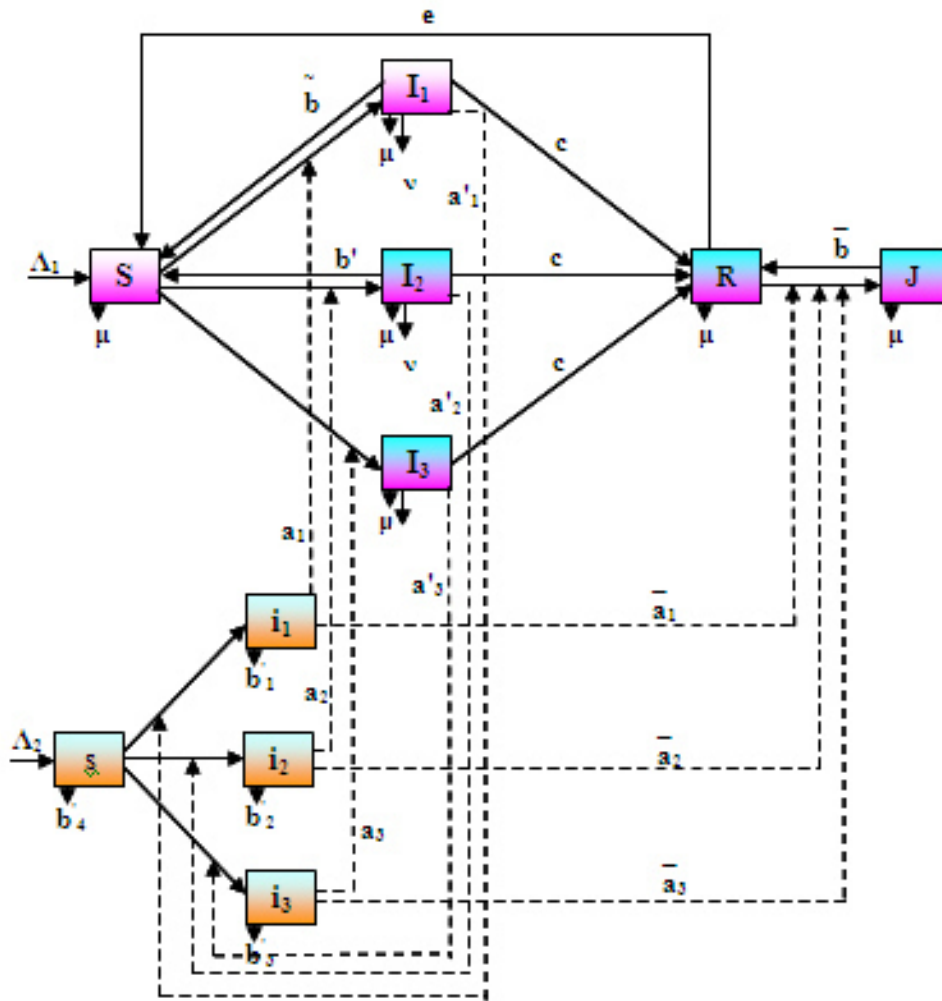 e
b̃
I₁
c
μ
ν
a'₁
Λ₁
S
b'
I₂
c
R
b̄
J
μ
μ
ν
μ
μ
c
a'₂
I₃
μ
a₁
a'₃
i₁
ā₁
b'₁
a₂
Λ₂
s
i₂
ā₂
b'₄
b'₂
a₃
i₃
ā₃
b'₃